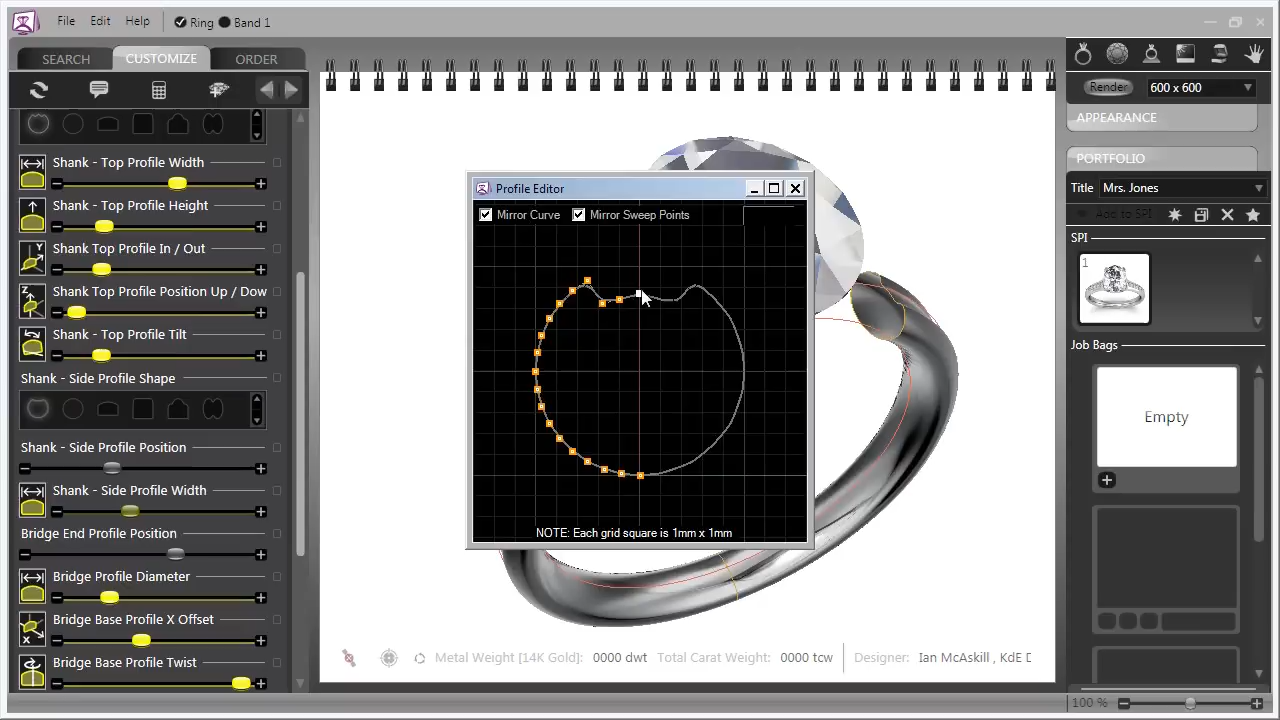 File Edit Help Ring Band 1
SEARCH CUSTOMIZE ORDER
Shank - Top Profile Width
Shank - Top Profile Height
Shank Top Profile In / Out
Shank Top Profile Position Up / Dow
Shank - Top Profile Tilt
Shank - Side Profile Shape
Shank - Side Profile Position
Shank - Side Profile Width
Bridge End Profile Position
Bridge Profile Diameter
Bridge Base Profile X Offset
Bridge Base Profile Twist
Profile Editor
Mirror Curve Mirror Sweep Points
NOTE: Each grid square is 1mm x 1mm
Metal Weight [14K Gold]: 0000 dwt Total Carat Weight: 0000 tcw Designer: Ian McAskill , KdE D
Render 600 x 600
APPEARANCE
PORTFOLIO
Title Mrs. Jones
Add to SPI
SPI
1
Job Bags
Empty
100 %